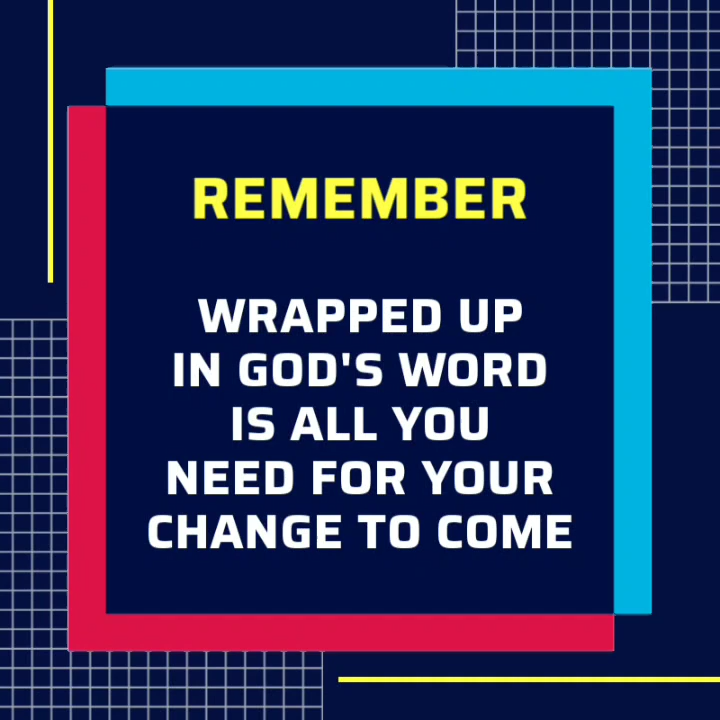 REMEMBER
WRAPPED UP
IN GOD'S WORD
IS ALL YOU
NEED FOR YOUR
CHANGE TO COME